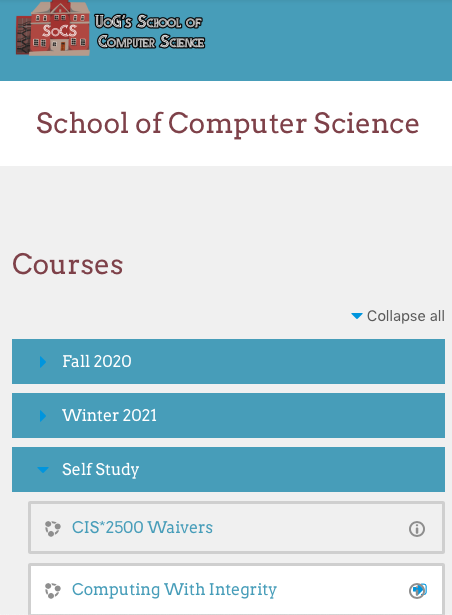 SoCS
UoG's School of
Computer Science
School of Computer Science
Courses
Collapse all
Fall 2020
Winter 2021
Self Study
CIS*2500 Waivers
Computing With Integrity